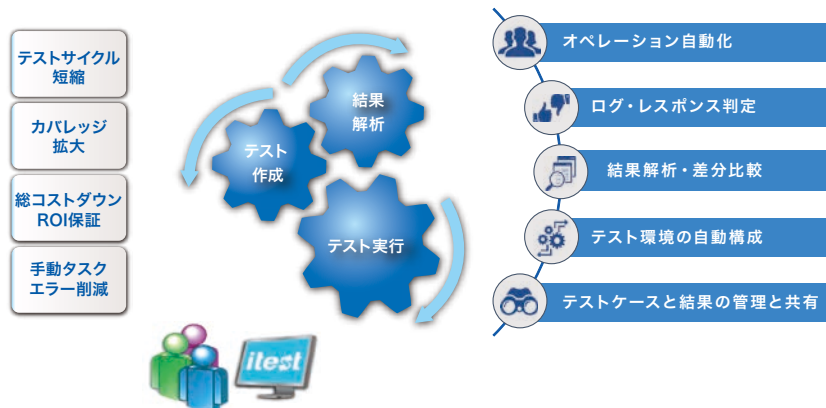 テストサイクル
短縮
カバレッジ
拡大
総コストダウン
ROI保証
手動タスク
エラー削減
結果
解析
テスト
作成
テスト実行
itest
オペレーション自動化
ログ・レスポンス判定
結果解析・差分比較
テスト環境の自動構成
テストケースと結果の管理と共有